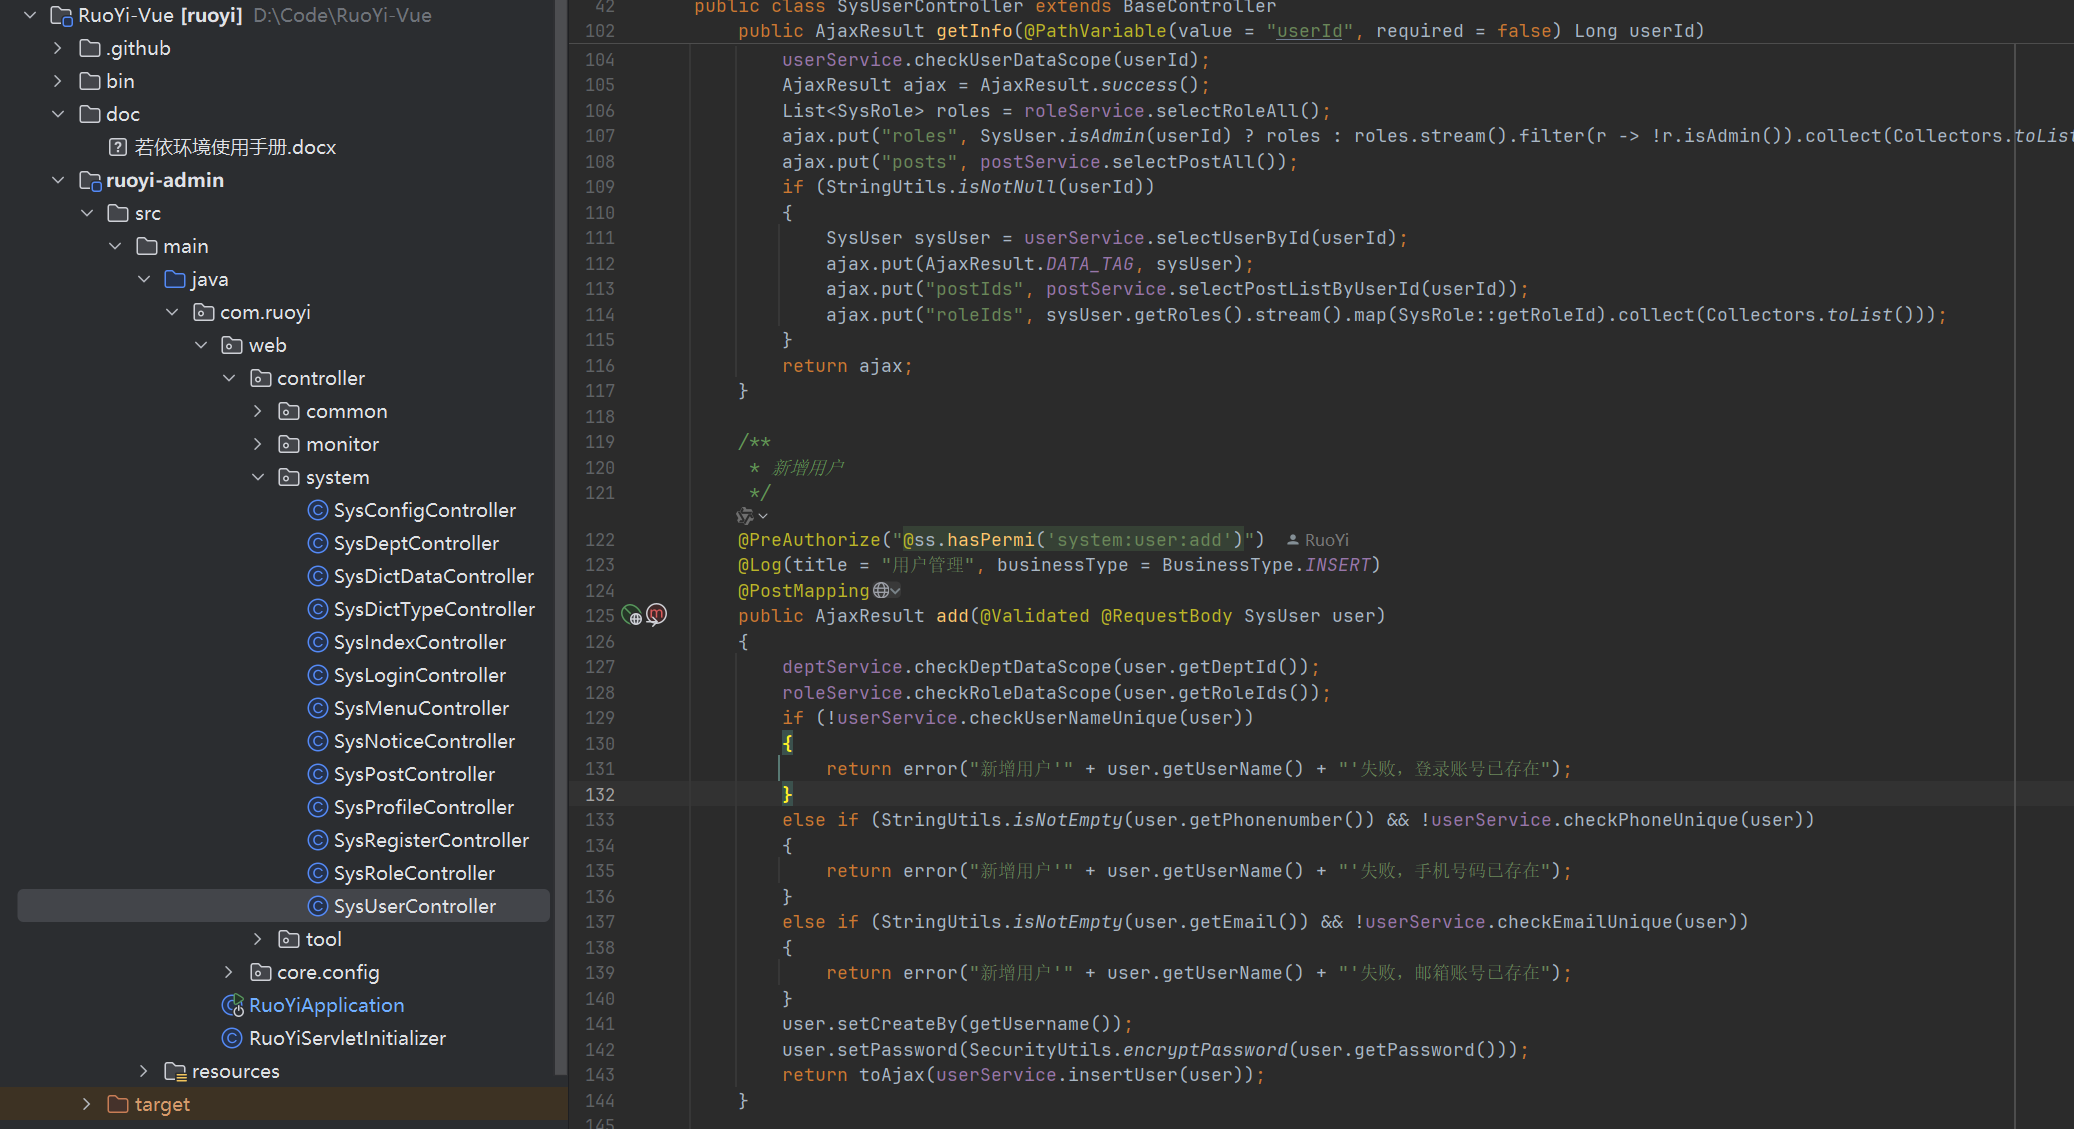 RuoYi-Vue [ruoyi] D:\Code\RuoYi-Vue
.github
bin
doc
若依环境使用手册.docx
ruoyi-admin
src
main
java
com.ruoyi
web
controller
common
monitor
system
SysConfigController
SysDeptController
SysDictDataController
SysDictTypeController
SysIndexController
SysLoginController
SysMenuController
SysNoticeController
SysPostController
SysProfileController
SysRegisterController
SysRoleController
SysUserController
tool
core.config
RuoYiApplication
RuoYiServletInitializer
resources
target
42 public class SysUserController extends BaseController
102 public AjaxResult getInfo(@PathVariable(value = "userId", required = false) Long userId)
104 userService.checkUserDataScope(userId);
105 AjaxResult ajax = AjaxResult.success();
106 List<SysRole> roles = roleService.selectRoleAll();
107 ajax.put("roles", SysUser.isAdmin(userId) ? roles : roles.stream().filter(r -> !r.isAdmin()).collect(Collectors.toList
108 ajax.put("posts", postService.selectPostAll());
109 if (StringUtils.isNotNull(userId))
110 {
111 SysUser sysUser = userService.selectUserById(userId);
112 ajax.put(AjaxResult.DATA_TAG, sysUser);
113 ajax.put("postIds", postService.selectPostListByUserId(userId));
114 ajax.put("roleIds", sysUser.getRoles().stream().map(SysRole::getRoleId).collect(Collectors.toList()));
115 }
116 return ajax;
117 }
118
119 /**
120 * 新增用户
121 */
122 @PreAuthorize("@ss.hasPermi('system:user:add')") RuoYi
123 @Log(title = "用户管理", businessType = BusinessType.INSERT)
124 @PostMapping
125 public AjaxResult add(@Validated @RequestBody SysUser user)
126 {
127 deptService.checkDeptDataScope(user.getDeptId());
128 roleService.checkRoleDataScope(user.getRoleIds());
129 if (!userService.checkUserNameUnique(user))
130 {
131 return error("新增用户'" + user.getUserName() + "'失败，登录账号已存在");
132 }
133 else if (StringUtils.isNotEmpty(user.getPhonenumber()) && !userService.checkPhoneUnique(user))
134 {
135 return error("新增用户'" + user.getUserName() + "'失败，手机号码已存在");
136 }
137 else if (StringUtils.isNotEmpty(user.getEmail()) && !userService.checkEmailUnique(user))
138 {
139 return error("新增用户'" + user.getUserName() + "'失败，邮箱账号已存在");
140 }
141 user.setCreateBy(getUsername());
142 user.setPassword(SecurityUtils.encryptPassword(user.getPassword()));
143 return toAjax(userService.insertUser(user));
144 }
145